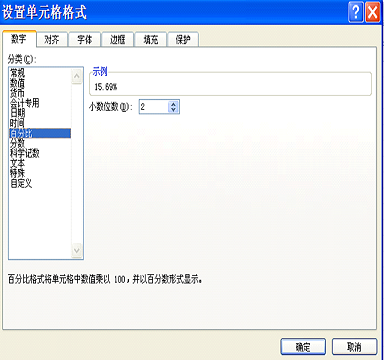 设置单元格格式
数字 对齐 字体 边框 填充 保护
分类(C):
常规
数值
货币
会计专用
日期
时间
百分比
分数
科学记数
文本
特殊
自定义
示例
15.69%
小数位数(D): 2
百分比格式将单元格中数值乘以 100,并以百分数形式显示。
确定 取消